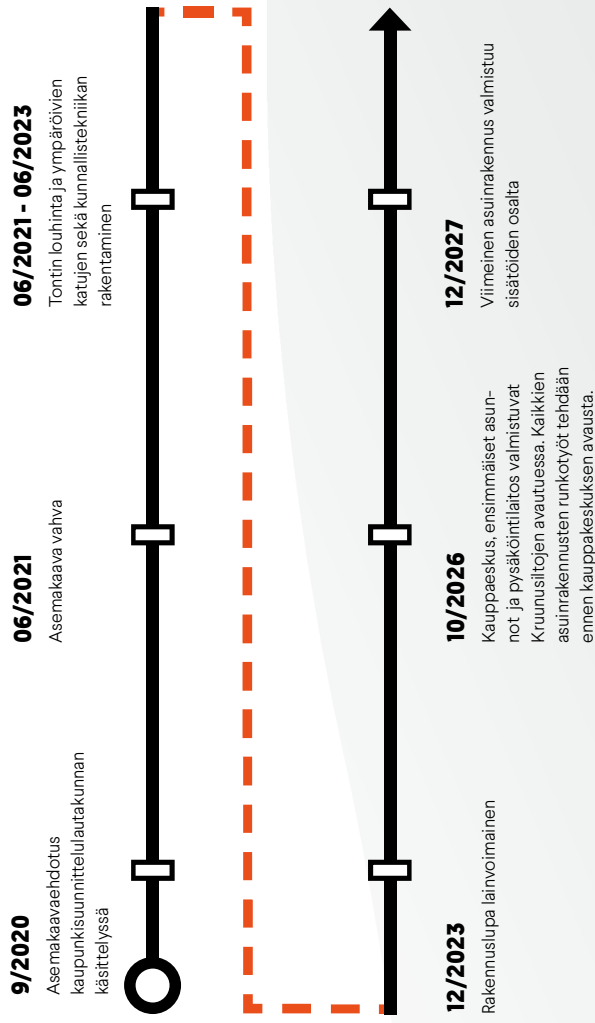 9/2020
Asemakaavaehdotus
kaupunkisuunnittelulautakunnan
käsittelyssä
06/2021
Asemakaava vahva
06/2021 - 06/2023
Tontin louhinta ja ympäröivien
katujen sekä kunnallistekniikan
rakentaminen
12/2023
Rakennuslupa lainvoimainen
10/2026
Kauppaeskus, ensimmäiset asun-
not ja pysäköintilaitos valmistuvat
Kruunusiltojen avautuessa. Kaikkien
asuinrakennusten runkotyöt tehdään
ennen kauppakeskuksen avausta.
12/2027
Viimeinen asuinrakennus valmistuu
sisätöiden osalta